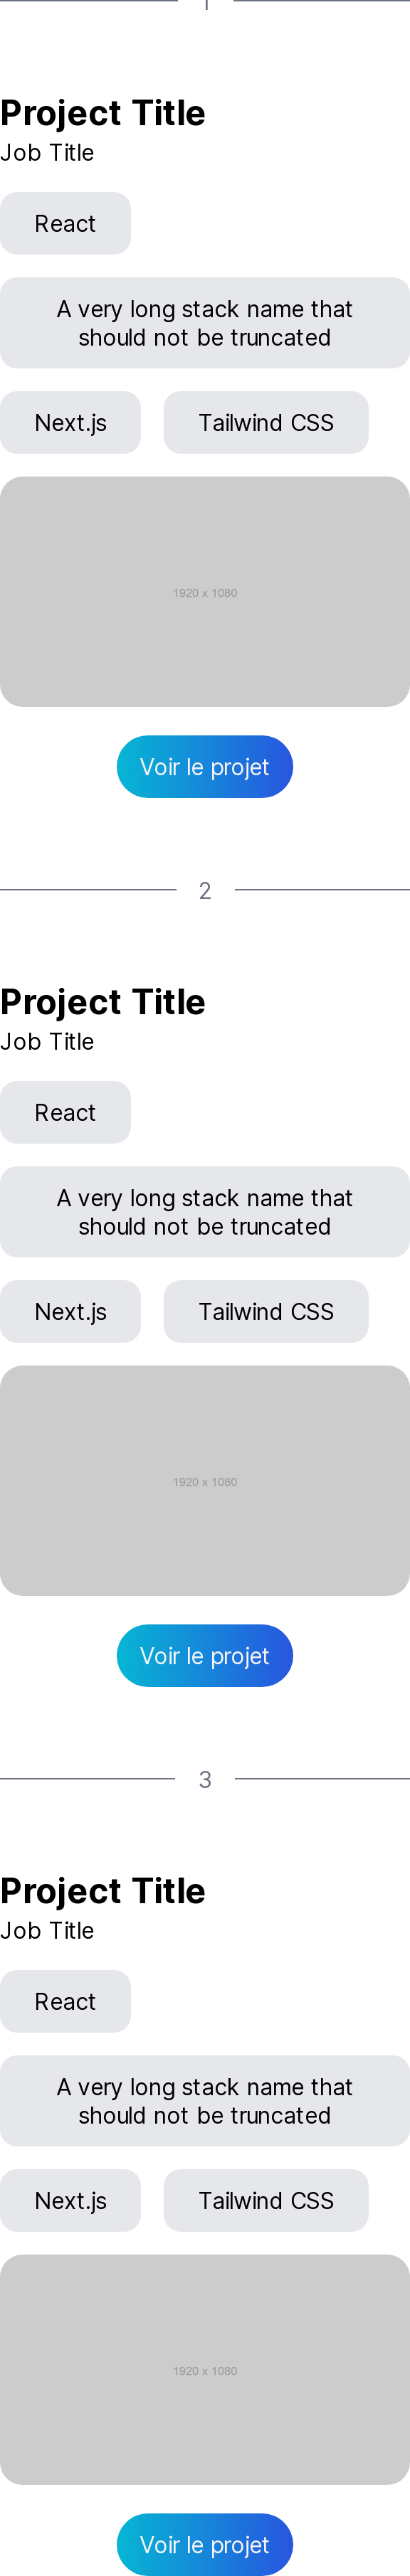 1
Project Title
Job Title
React
A very long stack name that
should not be truncated
Next.js Tailwind CSS
1920 x 1080
Voir le projet
2
Project Title
Job Title
React
A very long stack name that
should not be truncated
Next.js Tailwind CSS
1920 x 1080
Voir le projet
3
Project Title
Job Title
React
A very long stack name that
should not be truncated
Next.js Tailwind CSS
1920 x 1080
Voir le projet